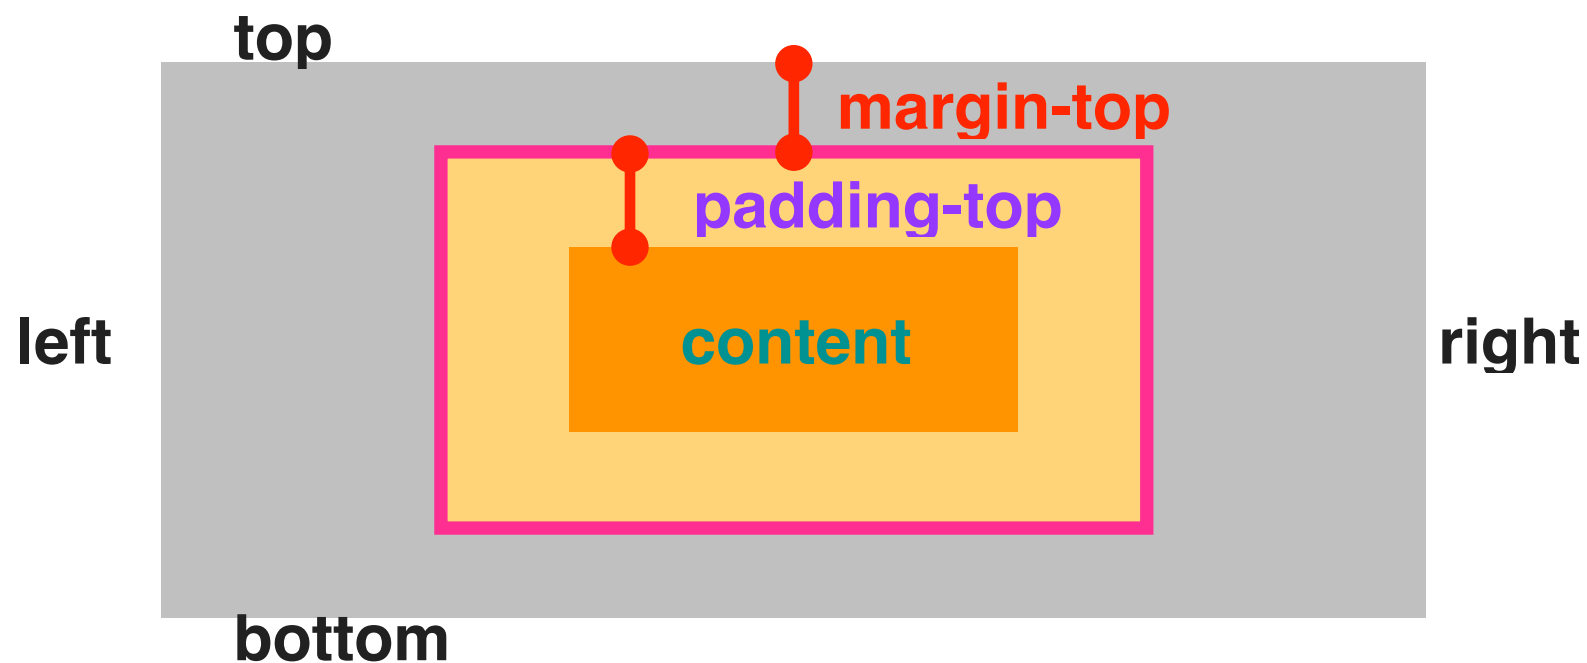 top
margin-top
padding-top
left
content
right
bottom